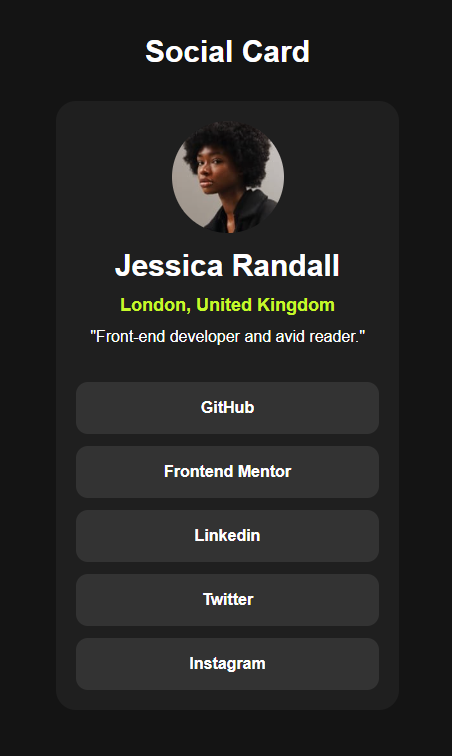 Social Card
Jessica Randall
London, United Kingdom
"Front-end developer and avid reader."
GitHub
Frontend Mentor
Linkedin
Twitter
Instagram